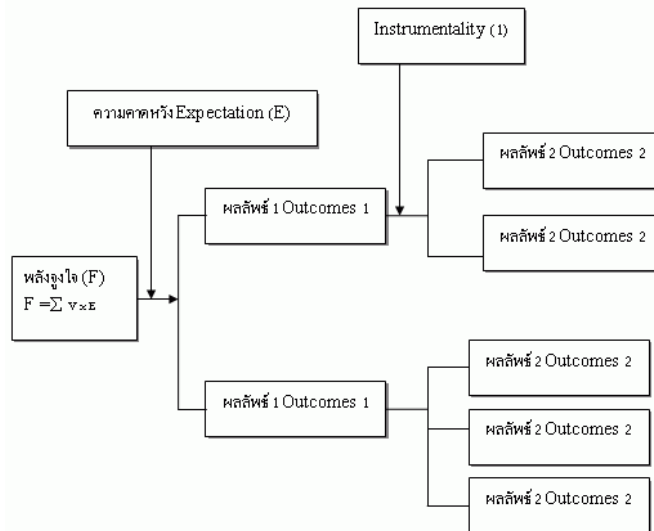 Instrumentality (1)
ความคาดหวัง Expectation (E)
ผลลัพธ์ 2 Outcomes 2
ผลลัพธ์ 1 Outcomes 1
ผลลัพธ์ 2 Outcomes 2
พลังจูงใจ (F)
F =∑ V×E
ผลลัพธ์ 2 Outcomes 2
ผลลัพธ์ 1 Outcomes 1
ผลลัพธ์ 2 Outcomes 2
ผลลัพธ์ 2 Outcomes 2